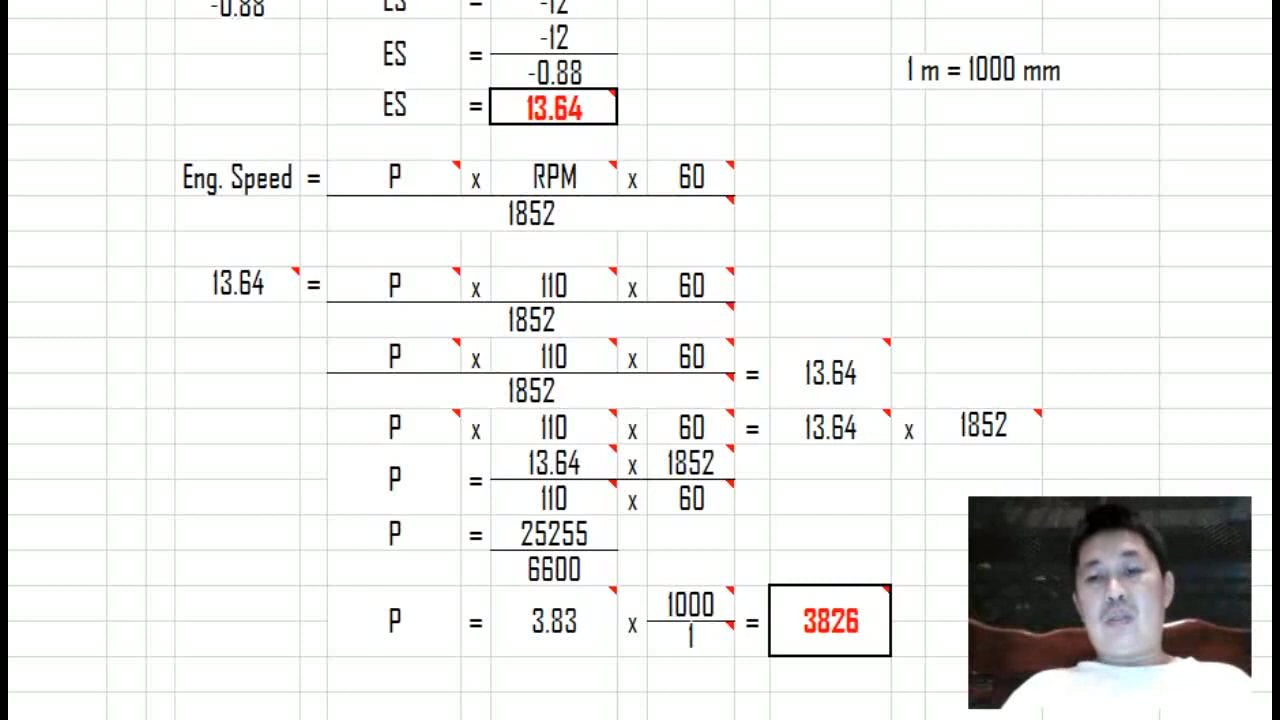 -0.88 ES = -12
ES = -12
-0.88
1 m = 1000 mm
ES = 13.64
Eng. Speed = P x RPM x 60
1852
13.64 = P x 110 x 60
1852
P x 110 x 60 = 13.64
1852
P x 110 x 60 = 13.64 x 1852
P = 13.64 x 1852
110 x 60
P = 25255
6600
P = 3.83 x 1000 = 3826
1